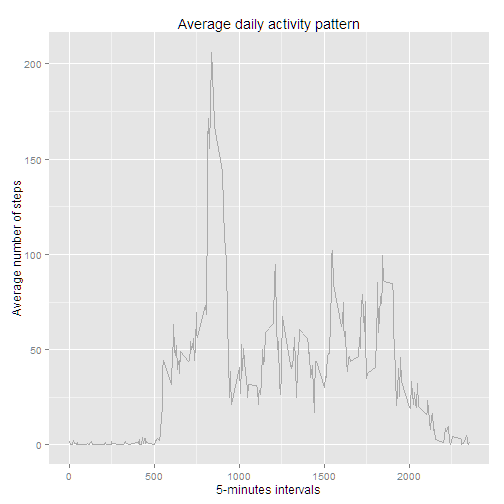 Average daily activity pattern
Average number of steps
200
150
100
50
0
0 500 1000 1500 2000
5-minutes intervals